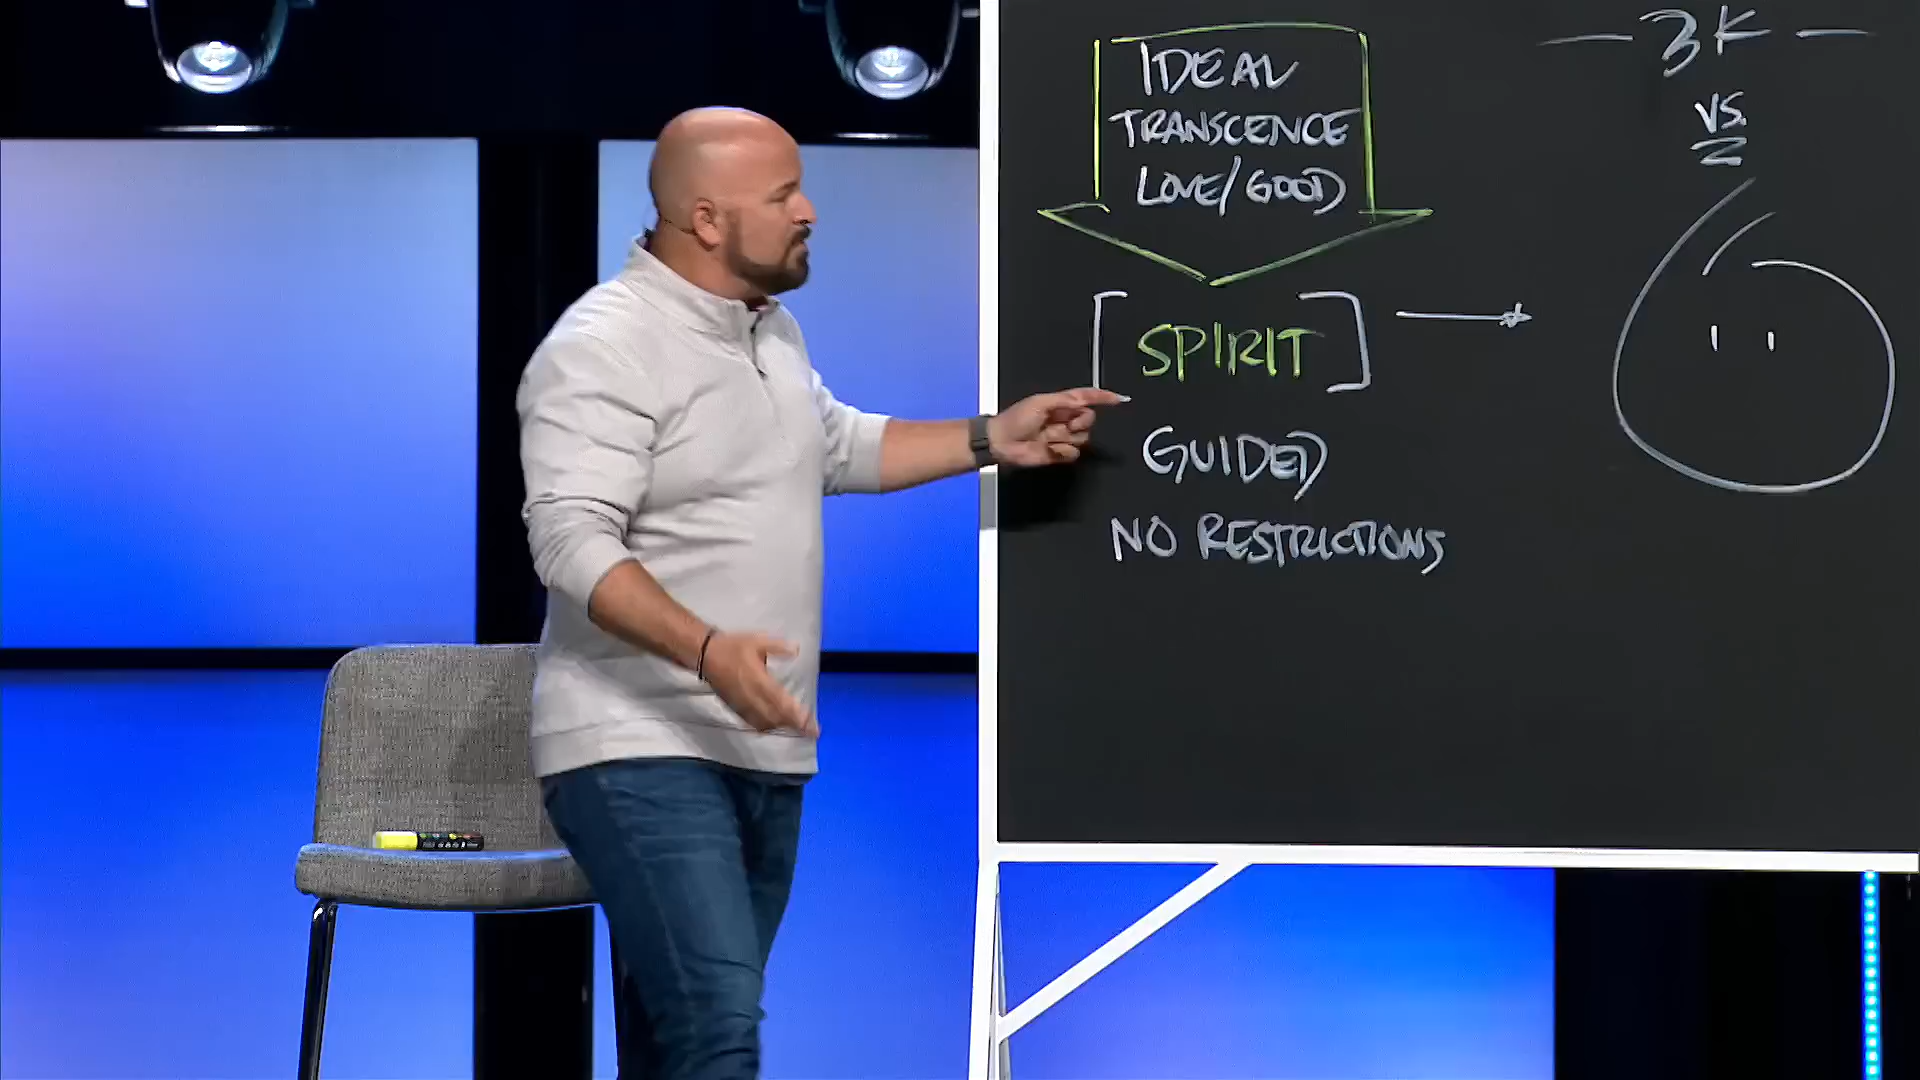 IDEAL
TRANSCENCE
LOVE/GOOD
[SPIRIT]
GUIDED
NO RESTRICTIONS
3K
VS.